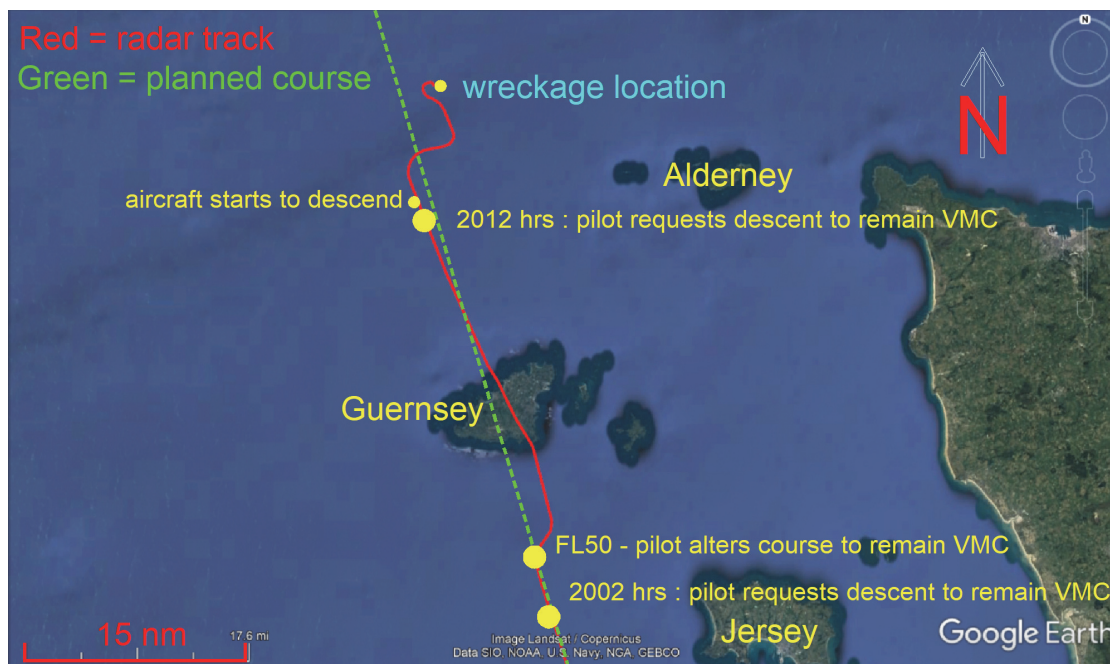 Red = radar track
Green = planned course
N
N
wreckage location
Alderney
aircraft starts to descend
2012 hrs : pilot requests descent to remain VMC
Guernsey
FL50 - pilot alters course to remain VMC
2002 hrs : pilot requests descent to remain VMC
15 nm
17.6 mi
Jersey
Image Landsat / Copernicus
Data SIO, NOAA, U.S. Navy, NGA, GEBCO
Google Earth